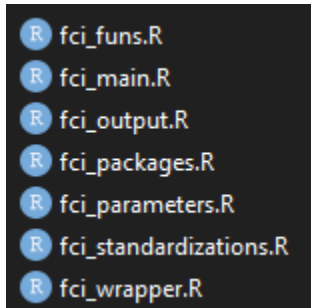 R fci_funs.R
R fci_main.R
R fci_output.R
R fci_packages.R
R fci_parameters.R
R fci_standardizations.R
R fci_wrapper.R